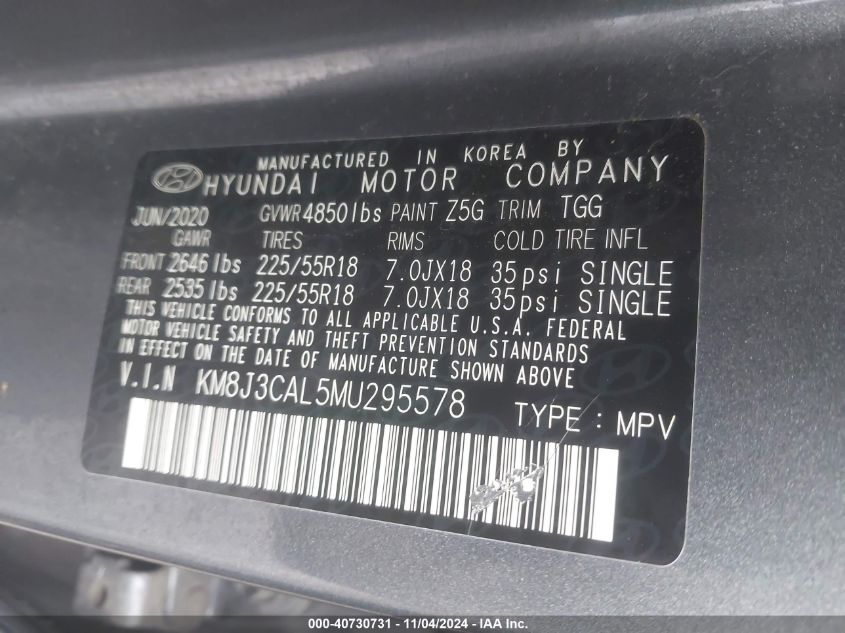 MANUFACTURED IN KOREA BY
HYUNDAI MOTOR COMPANY
JUN/2020 GVWR 4850lbs PAINT Z5G TRIM TGG
GAWR TIRES RIMS COLD TIRE INFL
FRONT 2646lbs 225/55R18 7.0JX18 35psi SINGLE
REAR 2535lbs 225/55R18 7.0JX18 35psi SINGLE
THIS VEHICLE CONFORMS TO ALL APPLICABLE U.S.A. FEDERAL
MOTOR VEHICLE SAFETY AND THEFT PREVENTION STANDARDS
IN EFFECT ON THE DATE OF MANUFACTURE SHOWN ABOVE
V.I.N KM8J3CAL5MU295578 TYPE : MPV
000-40730731 - 11/04/2024 - IAA Inc.